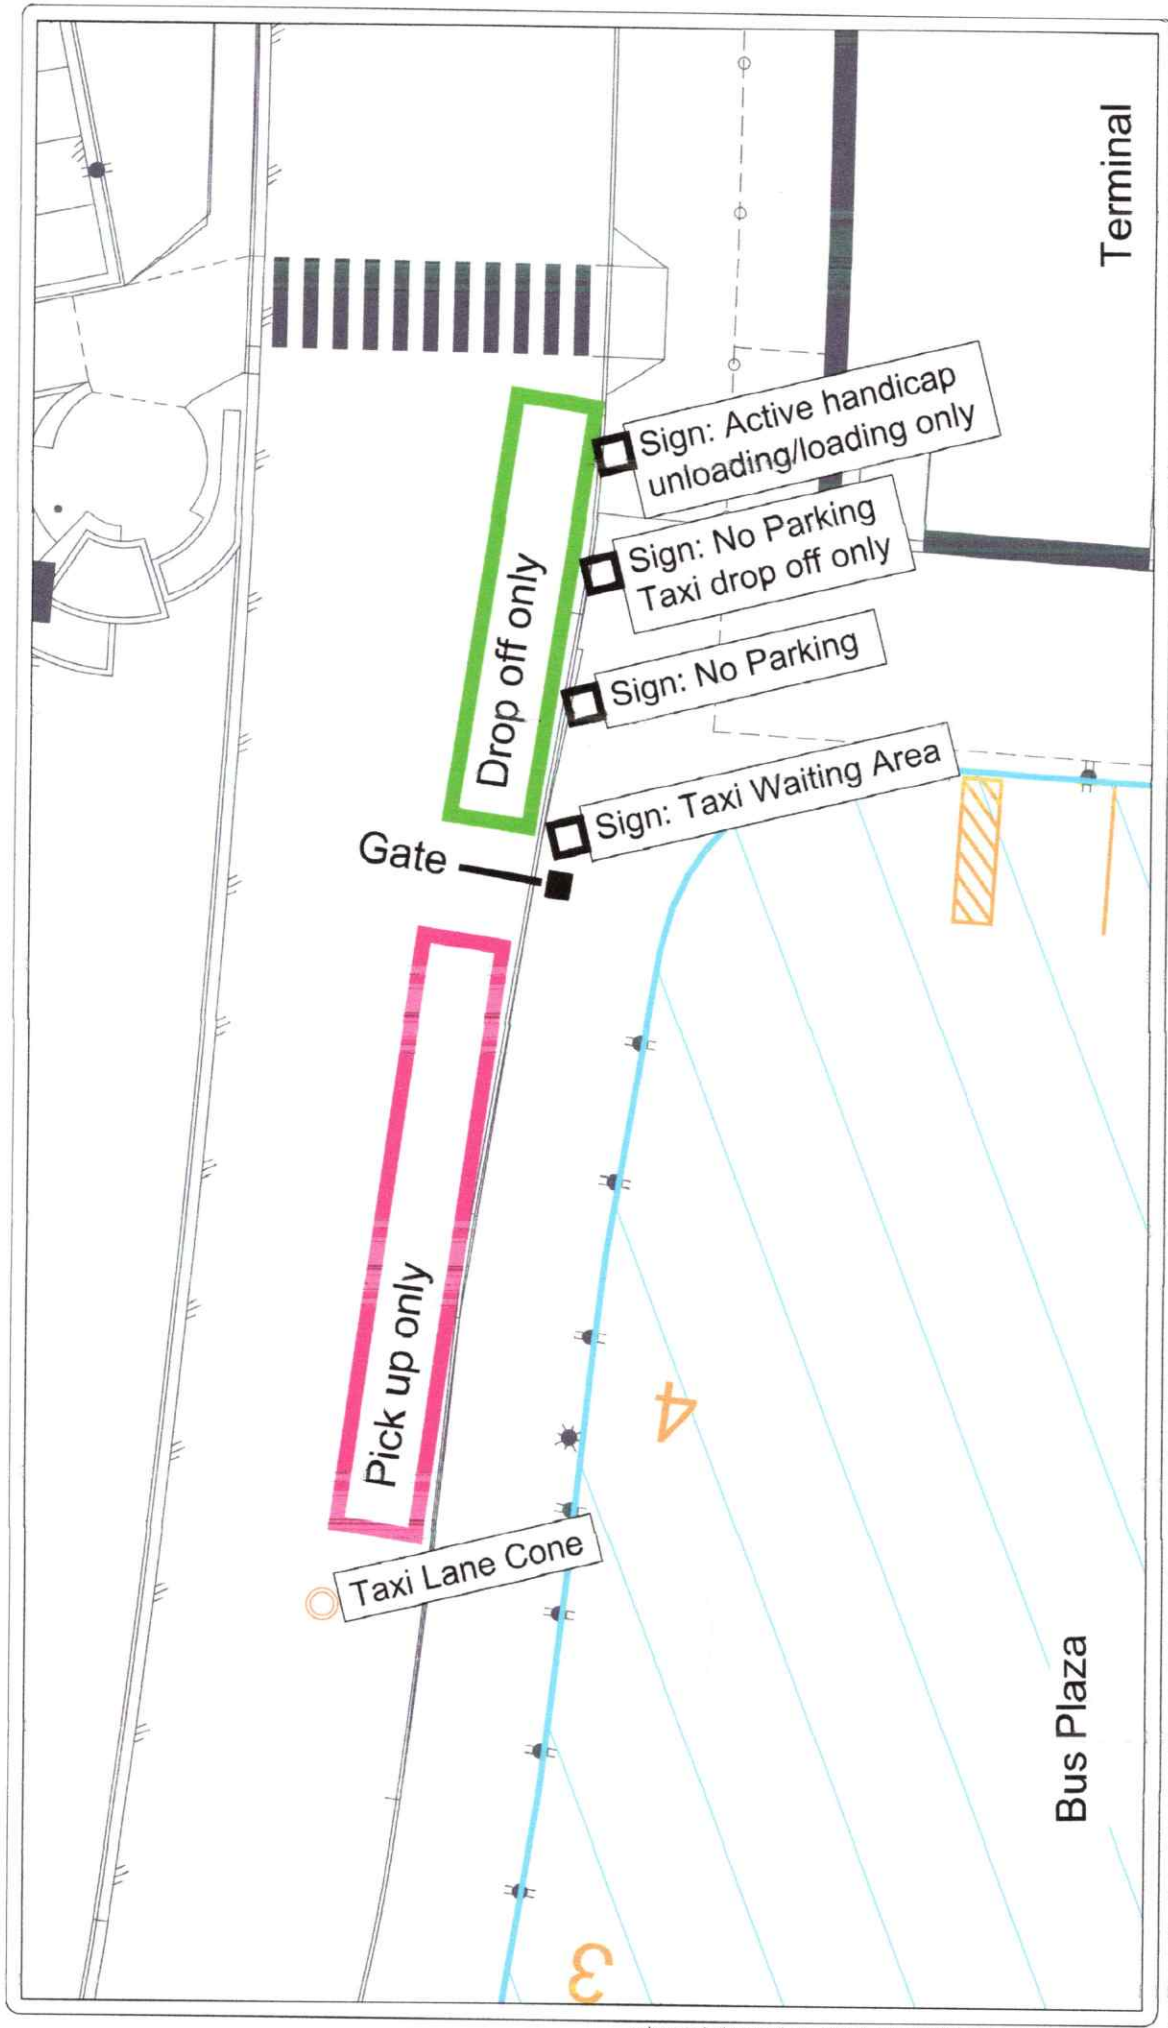 Terminal
Sign: Active handicap
unloading/loading only
Sign: No Parking
Taxi drop off only
Sign: No Parking
Sign: Taxi Waiting Area
Drop off only
Gate
Pick up only
Taxi Lane Cone
4
3
Bus Plaza